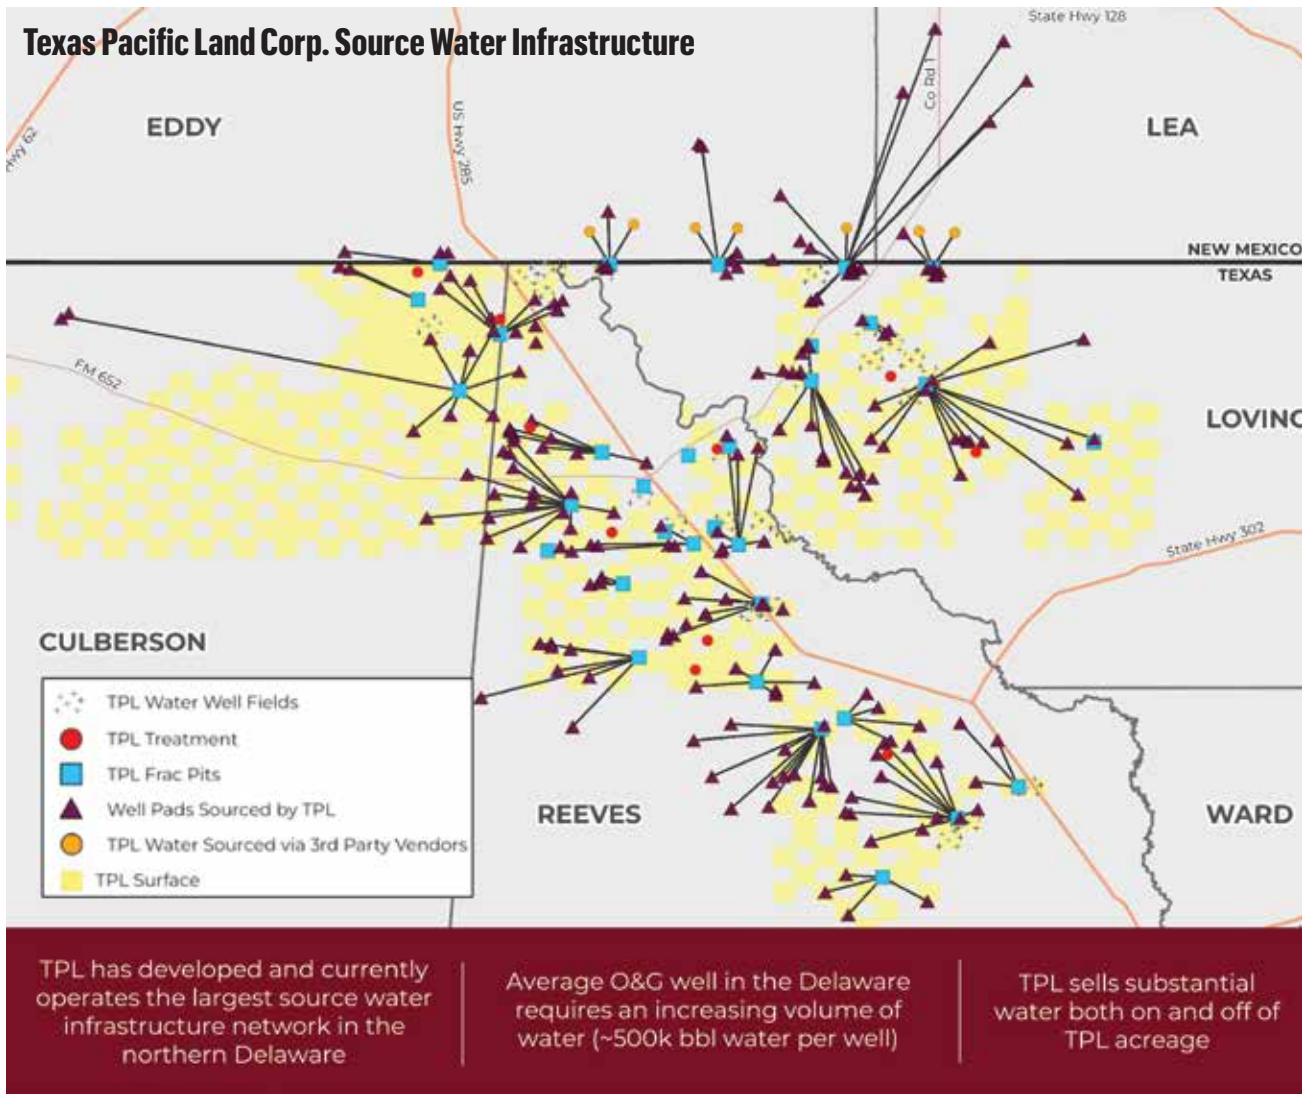 Texas Pacific Land Corp. Source Water Infrastructure
State Hwy 128
Co Rd 1
EDDY
LEA
US Hwy 285
Hwy 62
NEW MEXICO
TEXAS
FM 652
LOVING
State Hwy 302
CULBERSON
TPL Water Well Fields
TPL Treatment
TPL Frac Pits
Well Pads Sourced by TPL
TPL Water Sourced via 3rd Party Vendors
TPL Surface
REEVES
WARD
TPL has developed and currently
operates the largest source water
infrastructure network in the
northern Delaware
Average O&G well in the Delaware
requires an increasing volume of
water (~500k bbl water per well)
TPL sells substantial
water both on and off of
TPL acreage